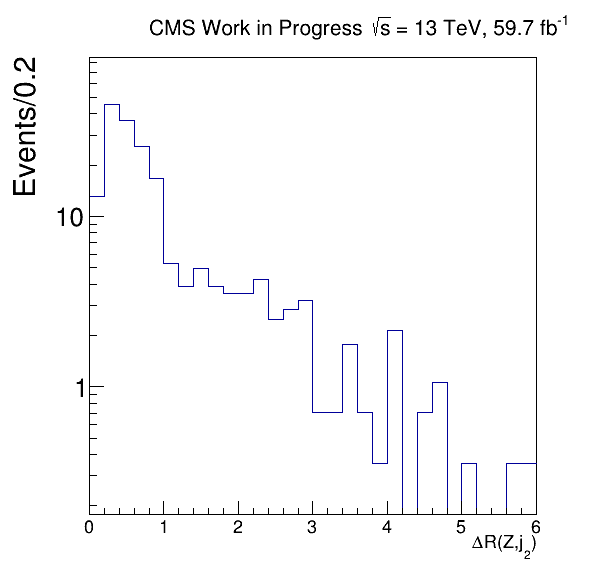 CMS Work in Progress √s = 13 TeV, 59.7 fb⁻¹
Events/0.2
10
1
0 1 2 3 4 5 6
ΔR(Z,j₂)